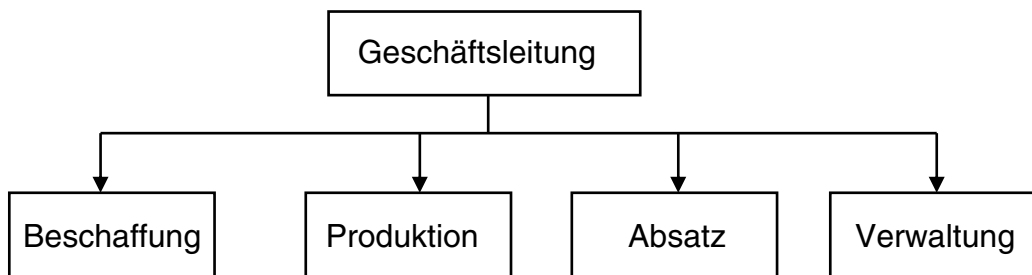 Geschäftsleitung
Beschaffung
Produktion
Absatz
Verwaltung